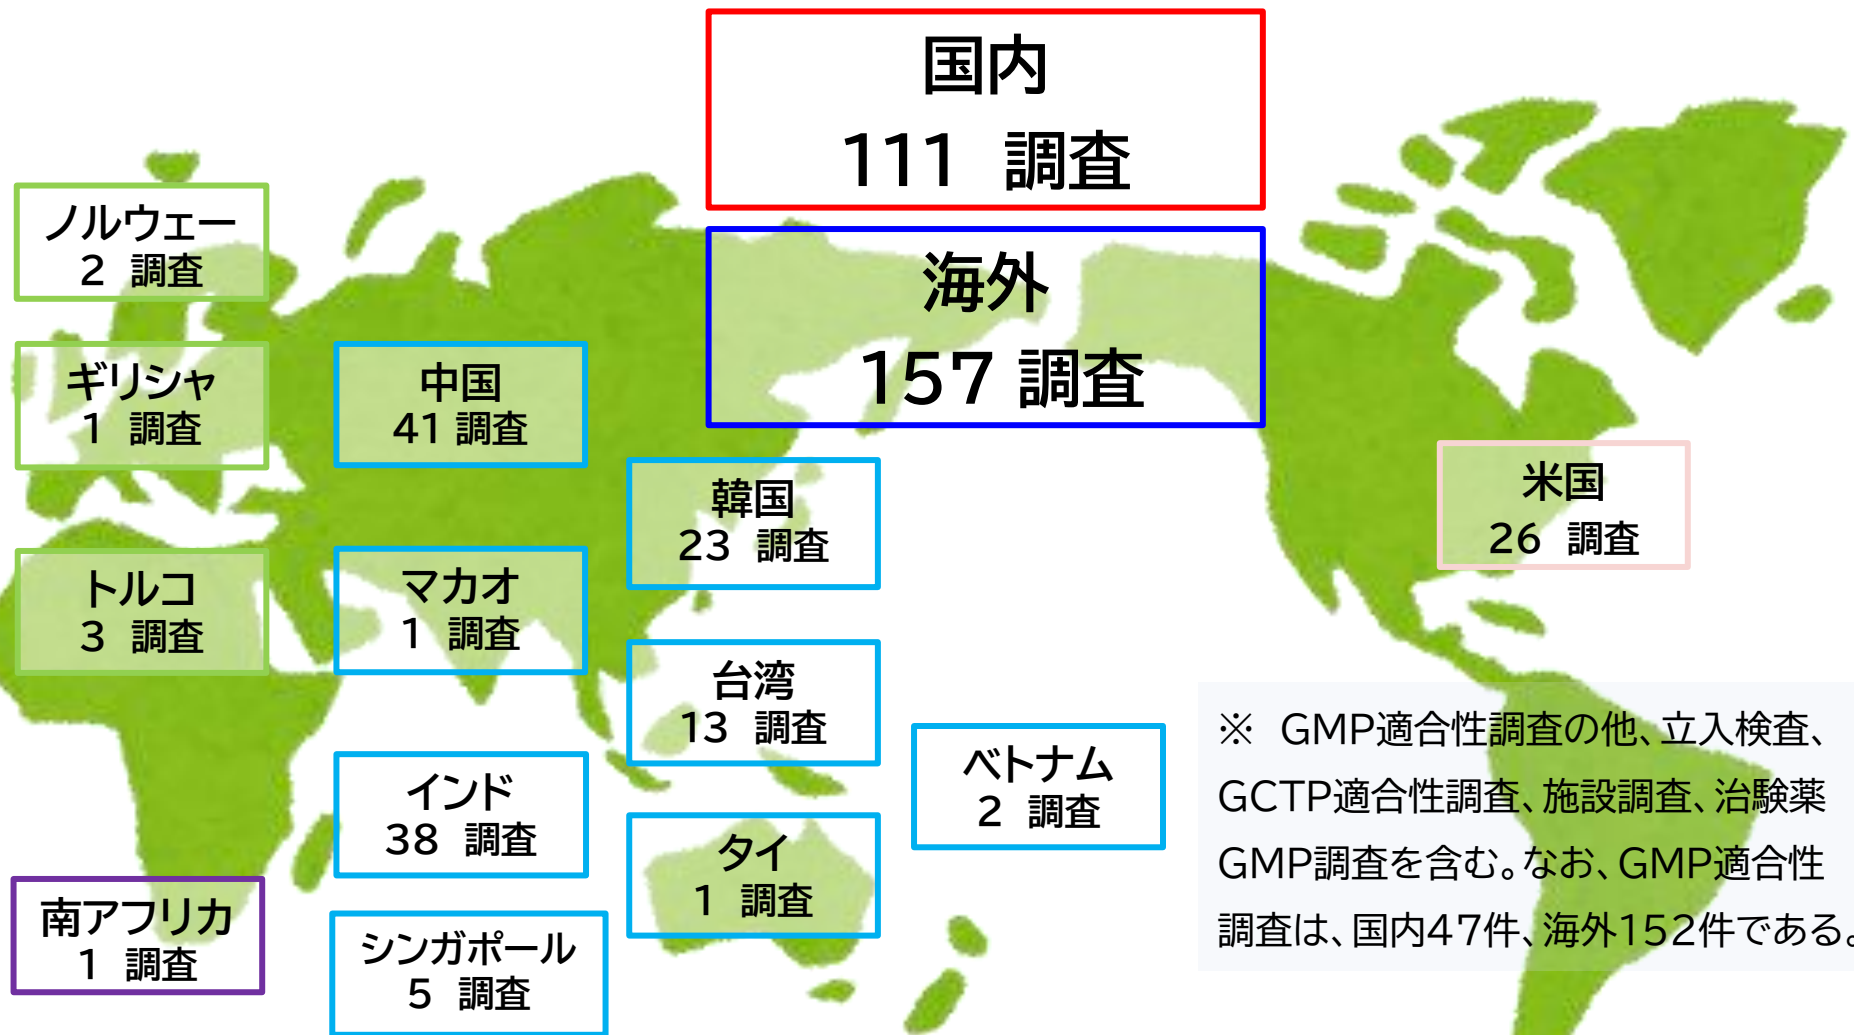 国内
111 調査
海外
157 調査
ノルウェー
2 調査
ギリシャ
1 調査
中国
41 調査
韓国
23 調査
米国
26 調査
トルコ
3 調査
マカオ
1 調査
台湾
13 調査
ベトナム
2 調査
インド
38 調査
タイ
1 調査
南アフリカ
1 調査
シンガポール
5 調査
※ GMP適合性調査の他、立入検査、
GCTP適合性調査、施設調査、治験薬
GMP調査を含む。なお、GMP適合性
調査は、国内47件、海外152件である。